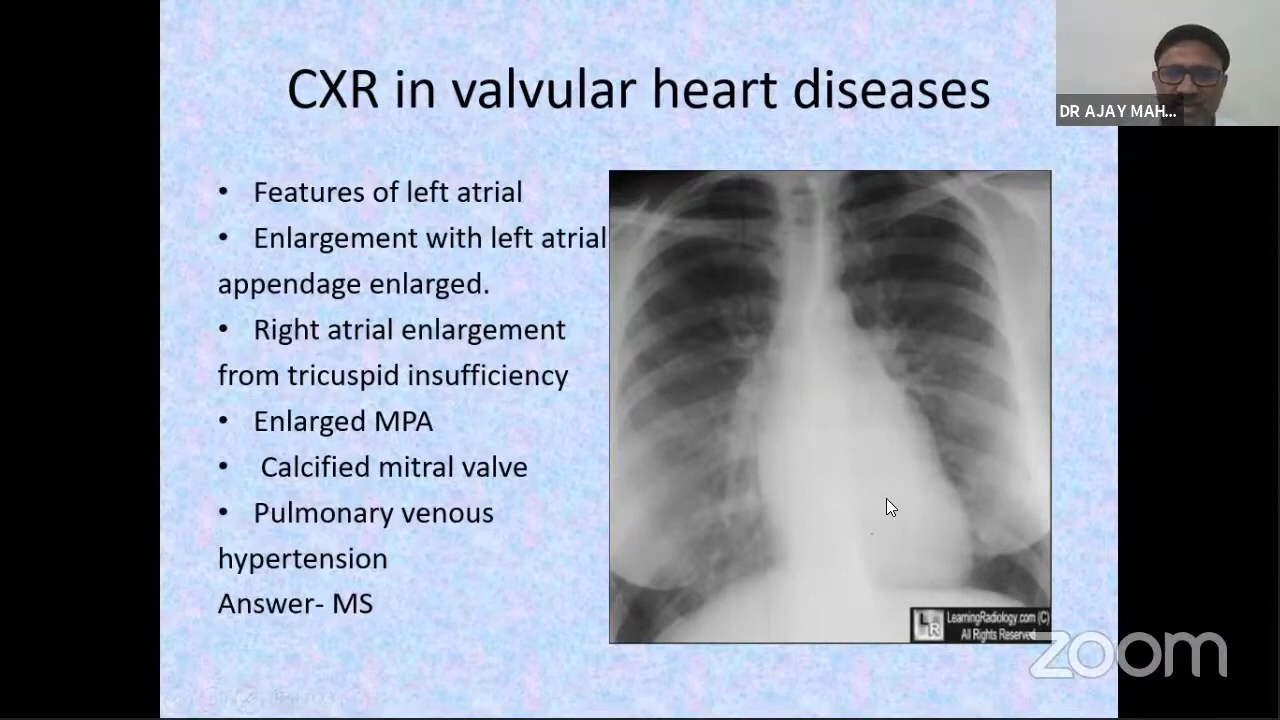 CXR in valvular heart diseases
DR AJAY MAH...
• Features of left atrial
• Enlargement with left atrial
appendage enlarged.
• Right atrial enlargement
from tricuspid insufficiency
• Enlarged MPA
• Calcified mitral valve
• Pulmonary venous
hypertension
Answer- MS
LR
LearningRadiology.com (C)
All Rights Reserved
zoom